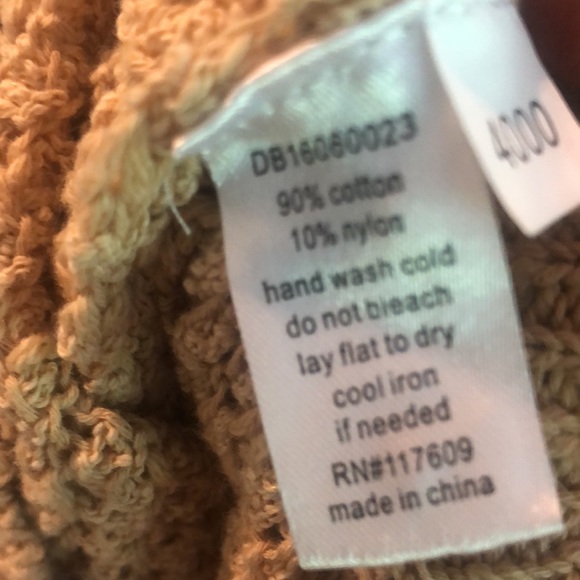 DB16060023
90% cotton
10% nylon
hand wash cold
do not bleach
lay flat to dry
cool iron
if needed
RN#117609
made in china
4000